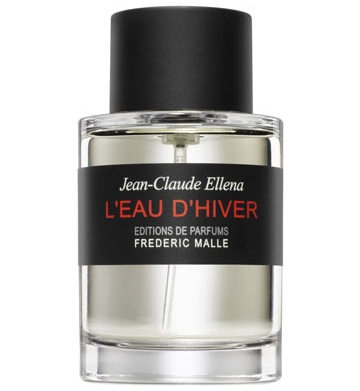 Jean-Claude Ellena
L'EAU D'HIVER
EDITIONS DE PARFUMS
FREDERIC MALLE